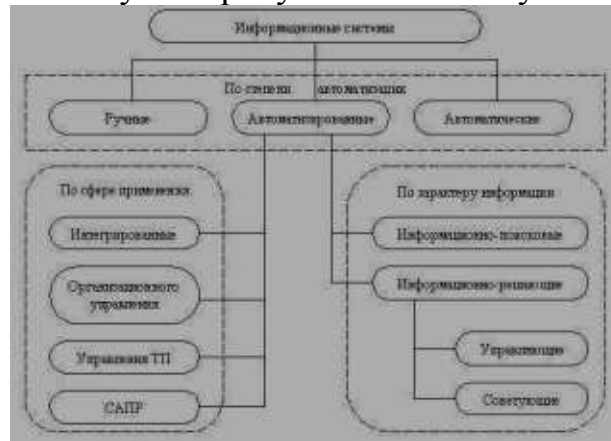 Информационные системы
По степени автоматизации
Ручные
Автоматизированные
Автоматические
По сфере применения
Интегрированные
Организационного
управления
Управления ТП
САПР
По характеру информации
Информационно-поисковые
Информационно-решающие
Управляющие
Советующие